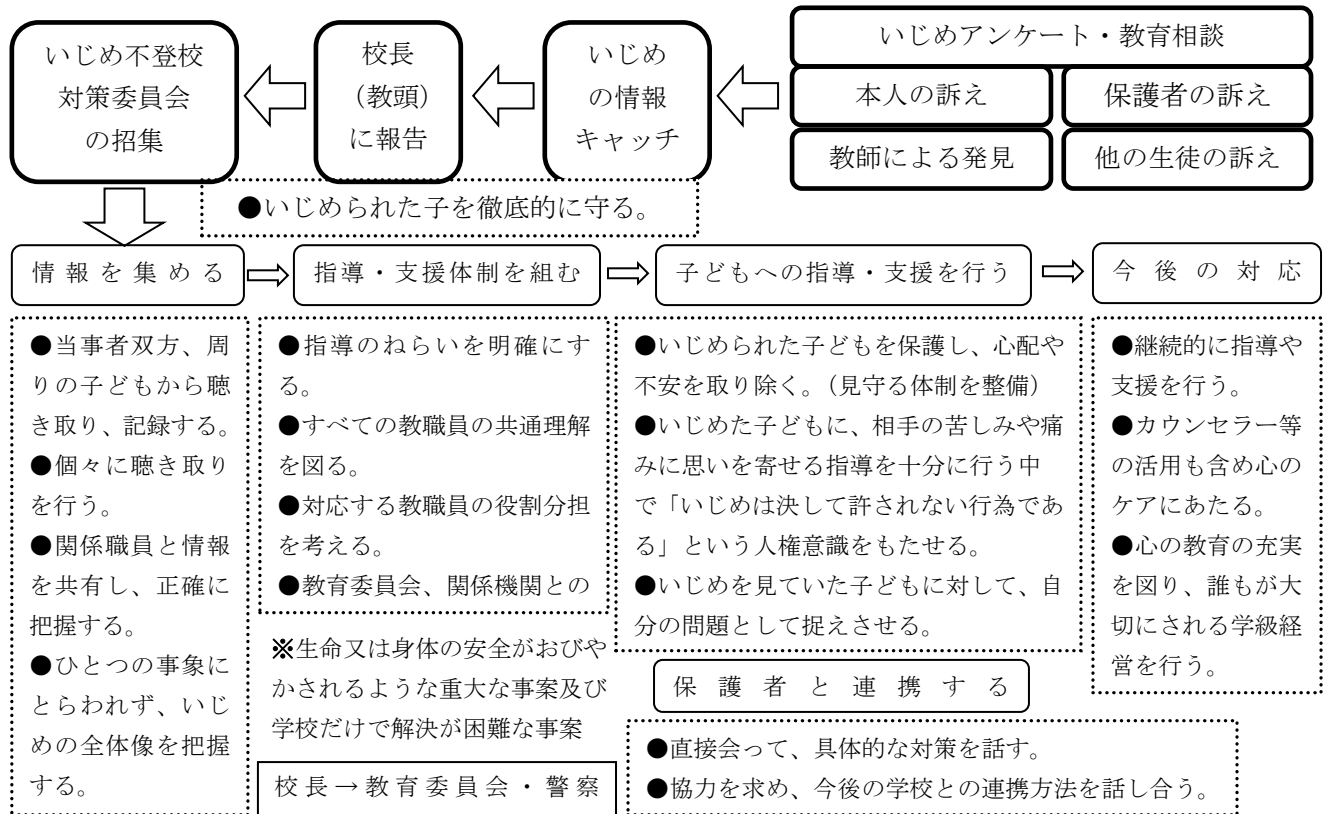 いじめ不登校
対策委員会
の招集
校長
（教頭）
に報告
いじめ
の情報
キャッチ
いじめアンケート・教育相談
本人の訴え
保護者の訴え
教師による発見
他の生徒の訴え
●いじめられた子を徹底的に守る。
情報を集める
指導・支援体制を組む
子どもへの指導・支援を行う
今後の対応
●当事者双方、周
りの子どもから聴
き取り、記録する。
●個々に聴き取り
を行う。
●関係職員と情報
を共有し、正確に
把握する。
●ひとつの事象に
とらわれず、いじ
めの全体像を把握
する。
●指導のねらいを明確にす
る。
●すべての教職員の共通理解
を図る。
●対応する教職員の役割分担
を考える。
●教育委員会、関係機関との
※生命又は身体の安全がおびや
かされるような重大な事案及び
学校だけで解決が困難な事案
校長→教育委員会・警察
●いじめられた子どもを保護し、心配や
不安を取り除く。（見守る体制を整備）
●いじめた子どもに、相手の苦しみや痛
みに思いを寄せる指導を十分に行う中
で「いじめは決して許されない行為であ
る」という人権意識をもたせる。
●いじめを見ていた子どもに対して、自
分の問題として捉えさせる。
保護者と連携する
●直接会って、具体的な対策を話す。
●協力を求め、今後の学校との連携方法を話し合う。
●継続的に指導や
支援を行う。
●カウンセラー等
の活用も含め心の
ケアにあたる。
●心の教育の充実
を図り、誰もが大
切にされる学級経
営を行う。